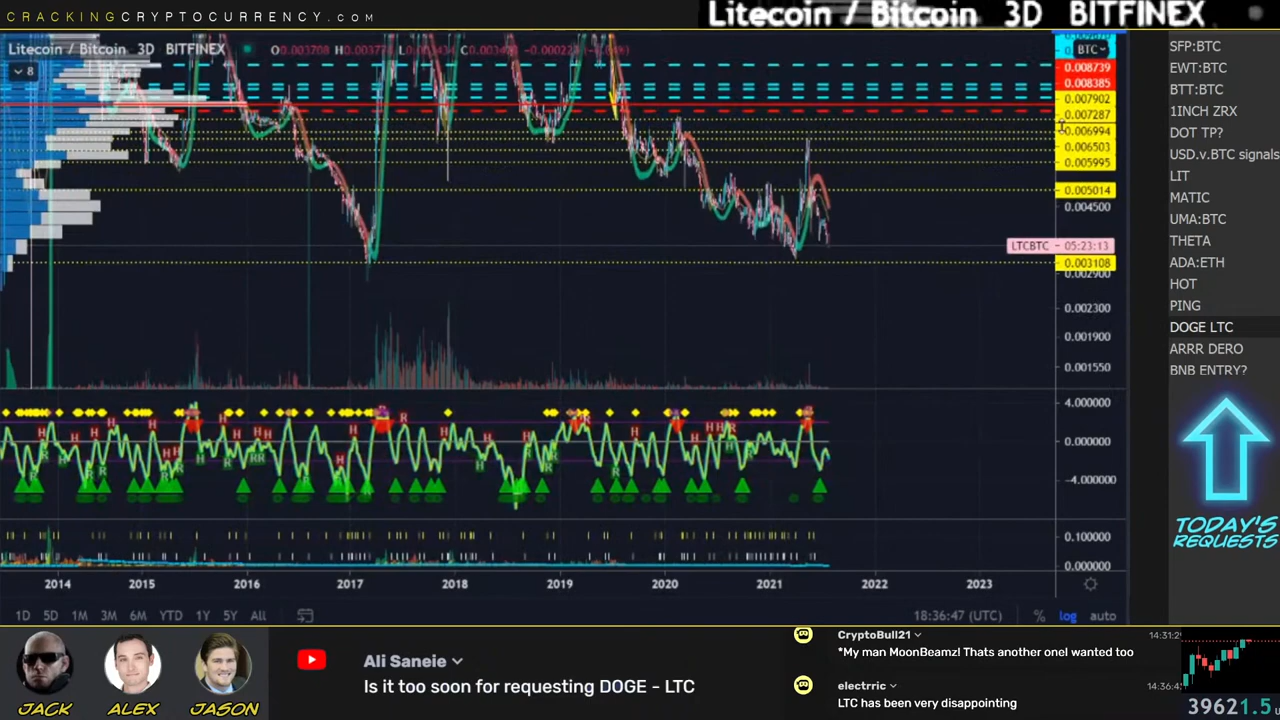 CRACKINGCRYPTOCURRENCY.com
Litecoin / Bitcoin 3D BITFINEX
Litecoin / Bitcoin 3D BITFINEX
8
BTC
0.008739
0.008385
0.007902
0.007287
0.006994
0.006503
0.005995
0.005014
0.004500
LTCBTC 05:23:13
0.003108
0.002900
0.002300
0.001900
0.001550
4.000000
0.000000
-4.000000
0.100000
0.000000
2014 2015 2016 2017 2018 2019 2020 2021 2022 2023
1D 5D 1M 3M 6M YTD 1Y 5Y All 18:36:47 (UTC) % log auto
SFP:BTC
EWT:BTC
BTT:BTC
1INCH ZRX
DOT TP?
USD.v.BTC signals
LIT
MATIC
UMA:BTC
THETA
ADA:ETH
HOT
PING
DOGE LTC
ARRR DERO
BNB ENTRY?
TODAY'S
REQUESTS
JACK ALEX JASON
Ali Saneie
Is it too soon for requesting DOGE - LTC
CryptoBull21 14:31:29
*My man MoonBeamz! Thats another oneI wanted too
electrric 14:36:4
LTC has been very disappointing
39621.5